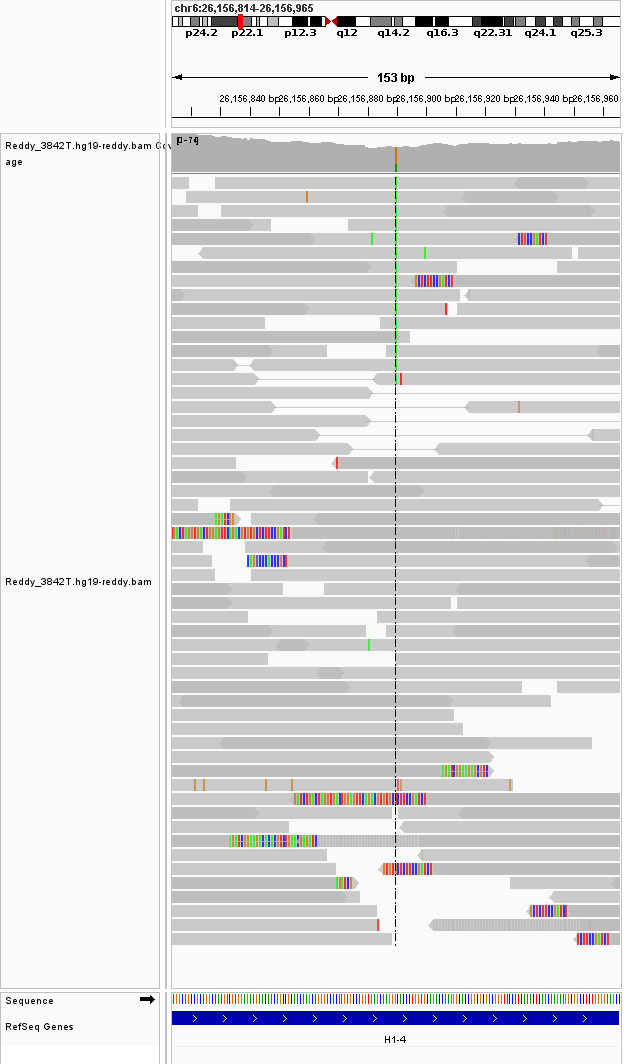 chr6:26,156,814-26,156,965
p24.2 p22.1 p12.3 q12 q14.2 q16.3 q22.31 q24.1 q25.3
153 bp
26,156,840 bp 26,156,860 bp 26,156,880 bp 26,156,900 bp 26,156,920 bp 26,156,940 bp 26,156,960
Reddy_3842T.hg19-reddy.bam Cov
age
Reddy_3842T.hg19-reddy.bam
Sequence
RefSeq Genes
H1-4